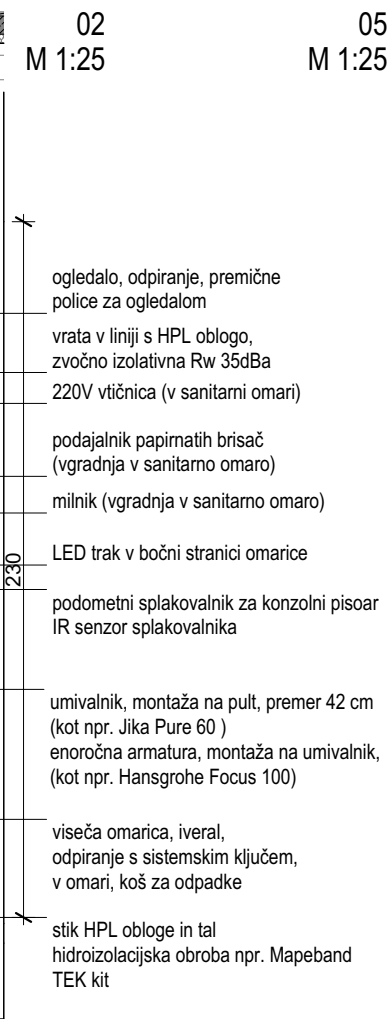 02
M 1:25
05
M 1:25
ogledalo, odpiranje, premične
police za ogledalom
vrata v liniji s HPL oblogo,
zvočno izolativna Rw 35dBa
220V vtičnica (v sanitarni omari)
podajalnik papirnatih brisač
(vgradnja v sanitarno omaro)
milnik (vgradnja v sanitarno omaro)
LED trak v bočni stranici omarice
230
podometni splakovalnik za konzolni pisoar
IR senzor splakovalnika
umivalnik, montaža na pult, premer 42 cm
(kot npr. Jika Pure 60 )
enoročna armatura, montaža na umivalnik,
(kot npr. Hansgrohe Focus 100)
viseča omarica, iveral,
odpiranje s sistemskim ključem,
v omari, koš za odpadke
stik HPL obloge in tal
hidroizolacijska obroba npr. Mapeband
TEK kit